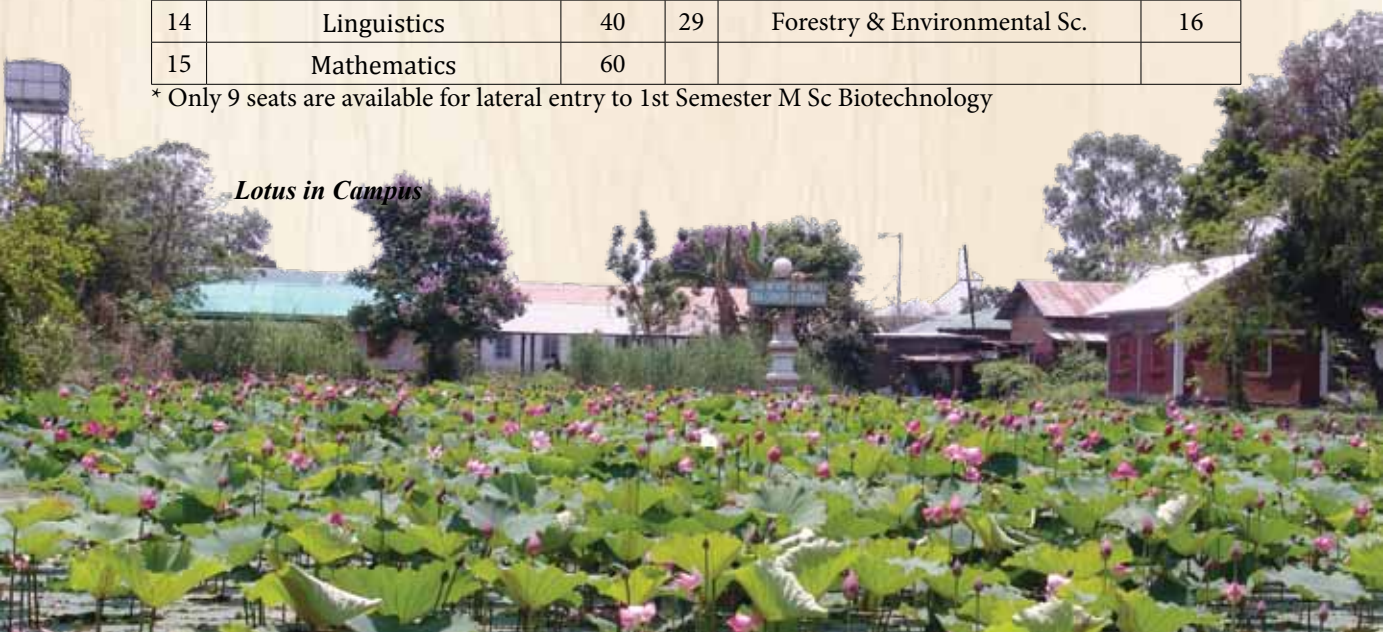 14 Linguistics 40 29 Forestry & Environmental Sc. 16
15 Mathematics 60
* Only 9 seats are available for lateral entry to 1st Semester M Sc Biotechnology
Lotus in Campus